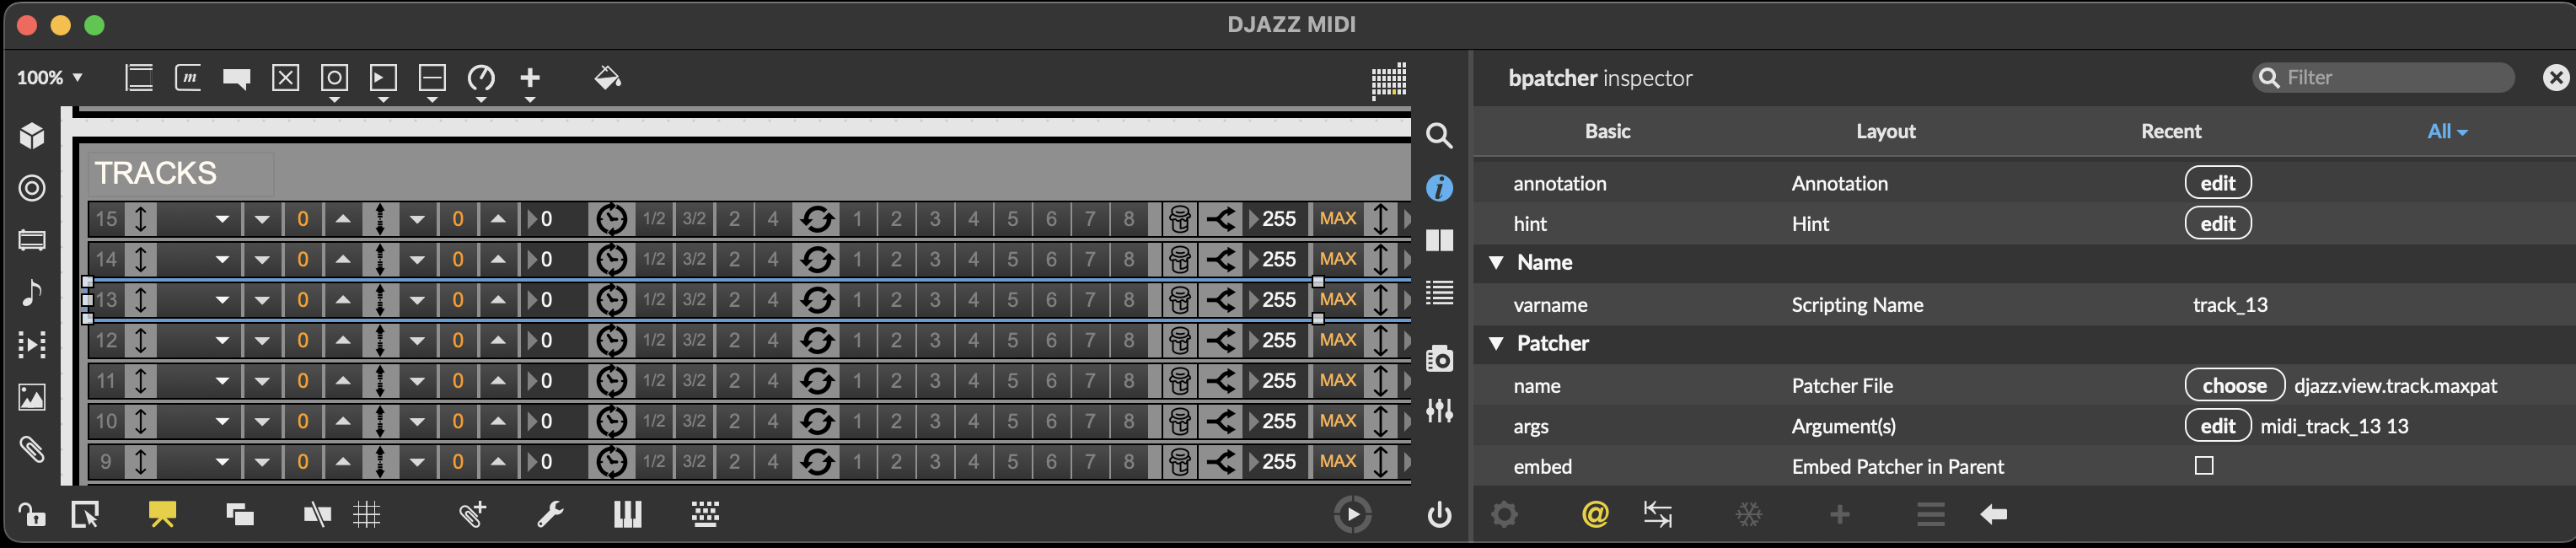 DJAZZ MIDI
100%
m
bpatcher inspector
Filter
Basic Layout Recent All
TRACKS
15 0 0 0 1/2 3/2 2 4 1 2 3 4 5 6 7 8 255 MAX
14 0 0 0 1/2 3/2 2 4 1 2 3 4 5 6 7 8 255 MAX
13 0 0 0 1/2 3/2 2 4 1 2 3 4 5 6 7 8 255 MAX
12 0 0 0 1/2 3/2 2 4 1 2 3 4 5 6 7 8 255 MAX
11 0 0 0 1/2 3/2 2 4 1 2 3 4 5 6 7 8 255 MAX
10 0 0 0 1/2 3/2 2 4 1 2 3 4 5 6 7 8 255 MAX
9 0 0 0 1/2 3/2 2 4 1 2 3 4 5 6 7 8 255 MAX
i
annotation Annotation edit
hint Hint edit
Name
varname Scripting Name track_13
Patcher
name Patcher File choose djazz.view.track.maxpat
args Argument(s) edit midi_track_13 13
embed Embed Patcher in Parent
@